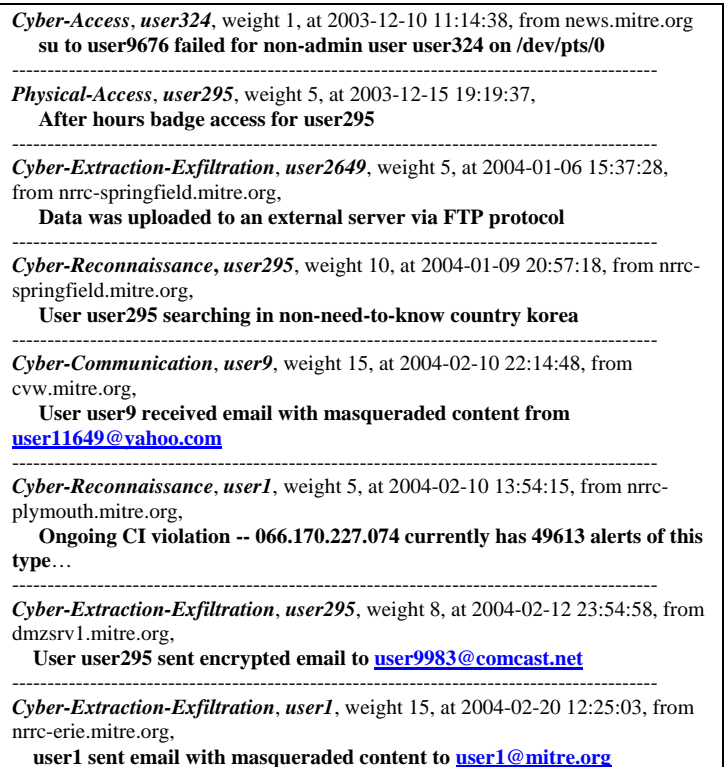 Cyber-Access, user324, weight 1, at 2003-12-10 11:14:38, from news.mitre.org
su to user9676 failed for non-admin user user324 on /dev/pts/0
--------------------------------------------------------------------------------------------
Physical-Access, user295, weight 5, at 2003-12-15 19:19:37,
After hours badge access for user295
--------------------------------------------------------------------------------------------
Cyber-Extraction-Exfiltration, user2649, weight 5, at 2004-01-06 15:37:28,
from nrrc-springfield.mitre.org,
Data was uploaded to an external server via FTP protocol
--------------------------------------------------------------------------------------------
Cyber-Reconnaissance, user295, weight 10, at 2004-01-09 20:57:18, from nrrc-
springfield.mitre.org,
User user295 searching in non-need-to-know country korea
--------------------------------------------------------------------------------------------
Cyber-Communication, user9, weight 15, at 2004-02-10 22:14:48, from
cvw.mitre.org,
User user9 received email with masqueraded content from
user11649@yahoo.com
--------------------------------------------------------------------------------------------
Cyber-Reconnaissance, user1, weight 5, at 2004-02-10 13:54:15, from nrrc-
plymouth.mitre.org,
Ongoing CI violation -- 066.170.227.074 currently has 49613 alerts of this
type…
--------------------------------------------------------------------------------------------
Cyber-Extraction-Exfiltration, user295, weight 8, at 2004-02-12 23:54:58, from
dmzsrv1.mitre.org,
User user295 sent encrypted email to user9983@comcast.net
--------------------------------------------------------------------------------------------
Cyber-Extraction-Exfiltration, user1, weight 15, at 2004-02-20 12:25:03, from
nrrc-erie.mitre.org,
user1 sent email with masqueraded content to user1@mitre.org